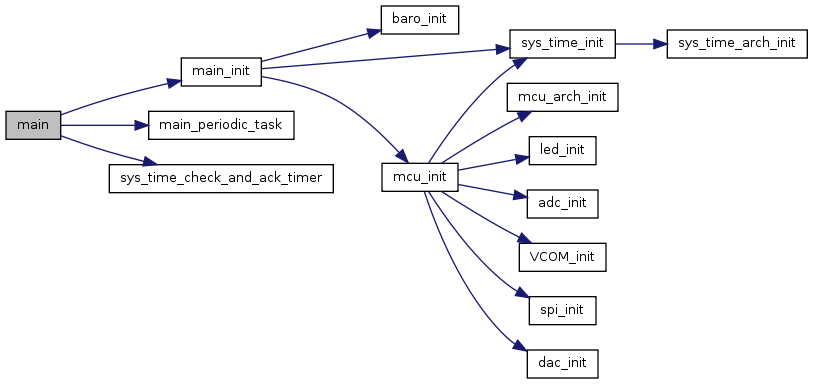 main
main_init
main_periodic_task
sys_time_check_and_ack_timer
baro_init
mcu_init
sys_time_init
mcu_arch_init
led_init
adc_init
VCOM_init
spi_init
dac_init
sys_time_arch_init